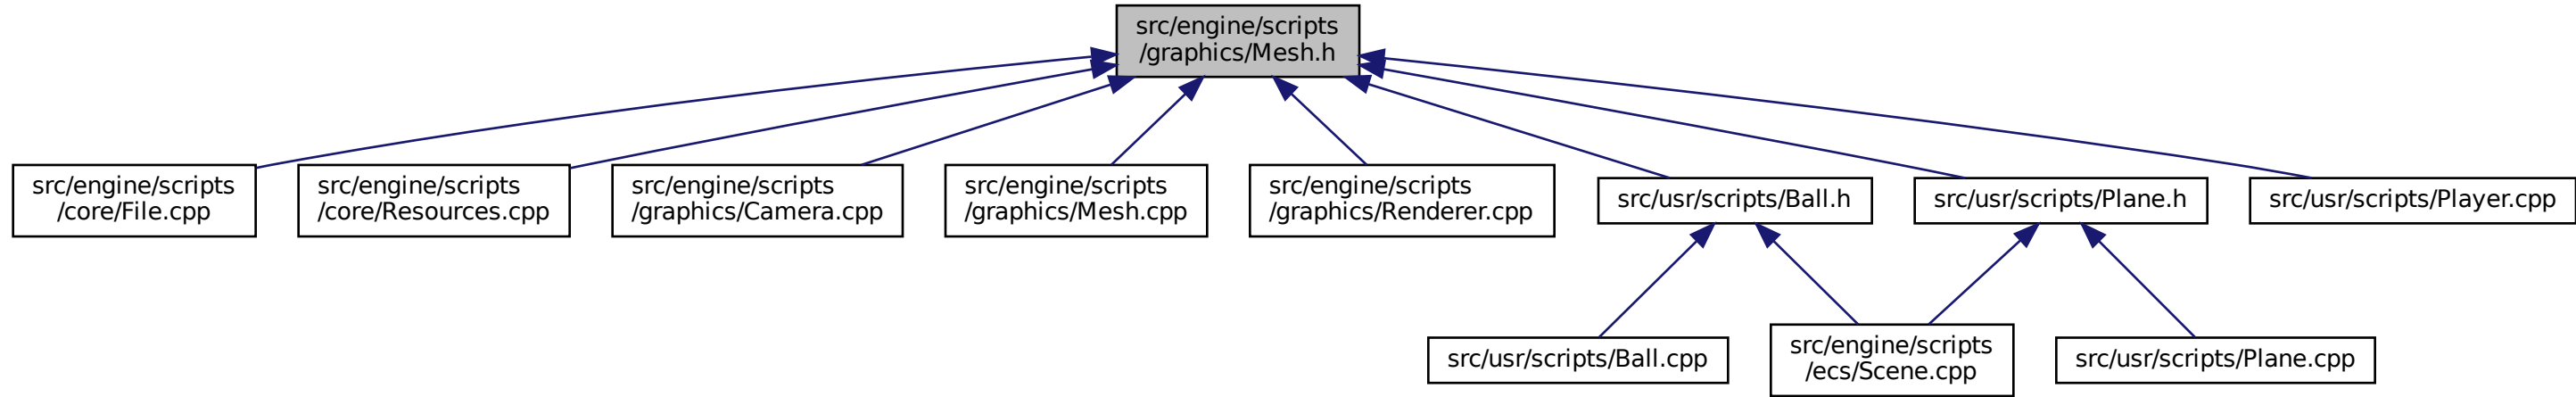 src/engine/scripts
/graphics/Mesh.h
src/engine/scripts
/core/File.cpp
src/engine/scripts
/core/Resources.cpp
src/engine/scripts
/graphics/Camera.cpp
src/engine/scripts
/graphics/Mesh.cpp
src/engine/scripts
/graphics/Renderer.cpp
src/usr/scripts/Ball.h
src/usr/scripts/Plane.h
src/usr/scripts/Player.cpp
src/usr/scripts/Ball.cpp
src/engine/scripts
/ecs/Scene.cpp
src/usr/scripts/Plane.cpp